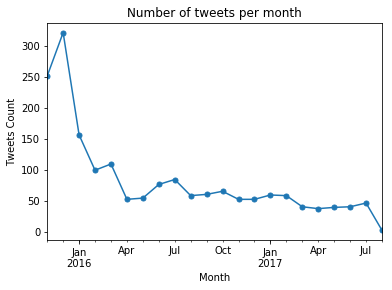 Number of tweets per month
Tweets Count
300
250
200
150
100
50
0
Jan
2016
Apr
Jul
Oct
Jan
2017
Apr
Jul
Month